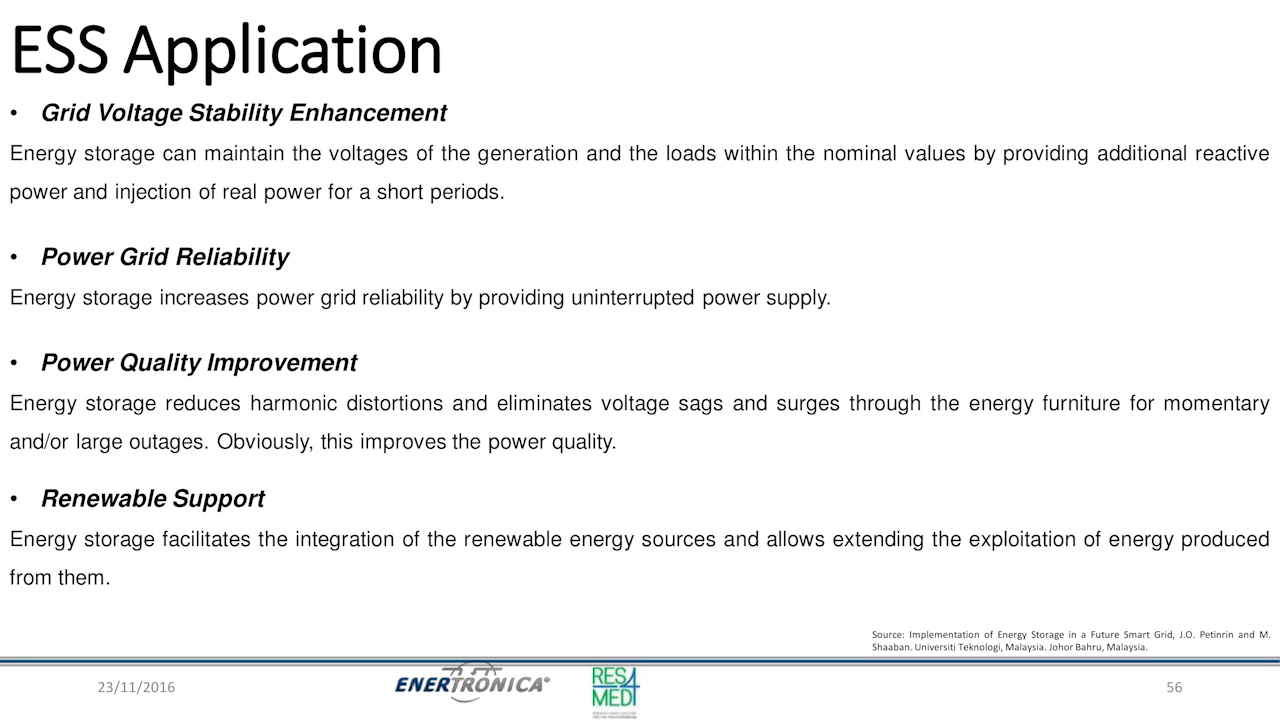 ESS Application
• Grid Voltage Stability Enhancement
Energy storage can maintain the voltages of the generation and the loads within the nominal values by providing additional reactive
power and injection of real power for a short periods.
• Power Grid Reliability
Energy storage increases power grid reliability by providing uninterrupted power supply.
• Power Quality Improvement
Energy storage reduces harmonic distortions and eliminates voltage sags and surges through the energy furniture for momentary
and/or large outages. Obviously, this improves the power quality.
• Renewable Support
Energy storage facilitates the integration of the renewable energy sources and allows extending the exploitation of energy produced
from them.
Source: Implementation of Energy Storage in a Future Smart Grid, J.O. Petinrin and M.
Shaaban. Universiti Teknologi, Malaysia. Johor Bahru, Malaysia.
23/11/2016
ENERTRONICA®
RES4
MED
56